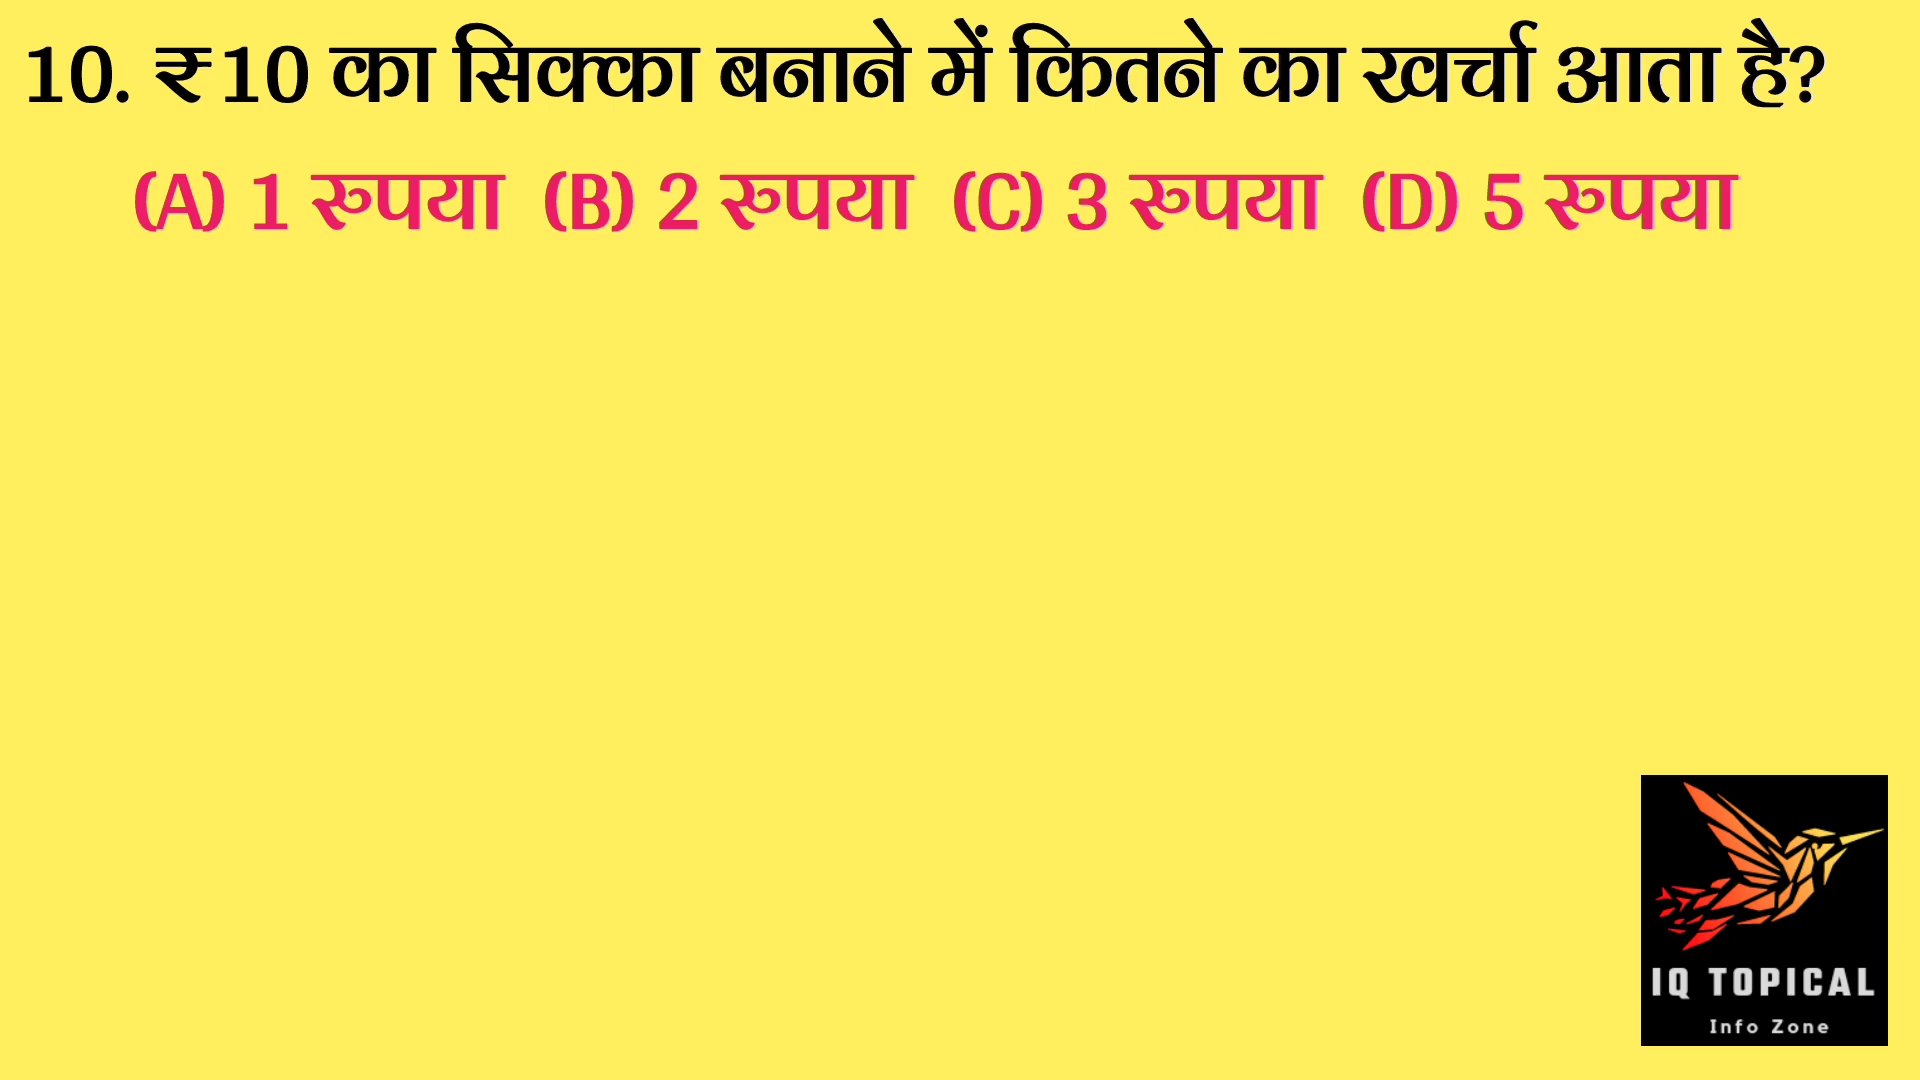 10. ₹10 का सिक्का बनाने में कितने का खर्चा आता है?
(A) 1 रुपया (B) 2 रुपया (C) 3 रुपया (D) 5 रुपया
IQ TOPICAL
Info Zone